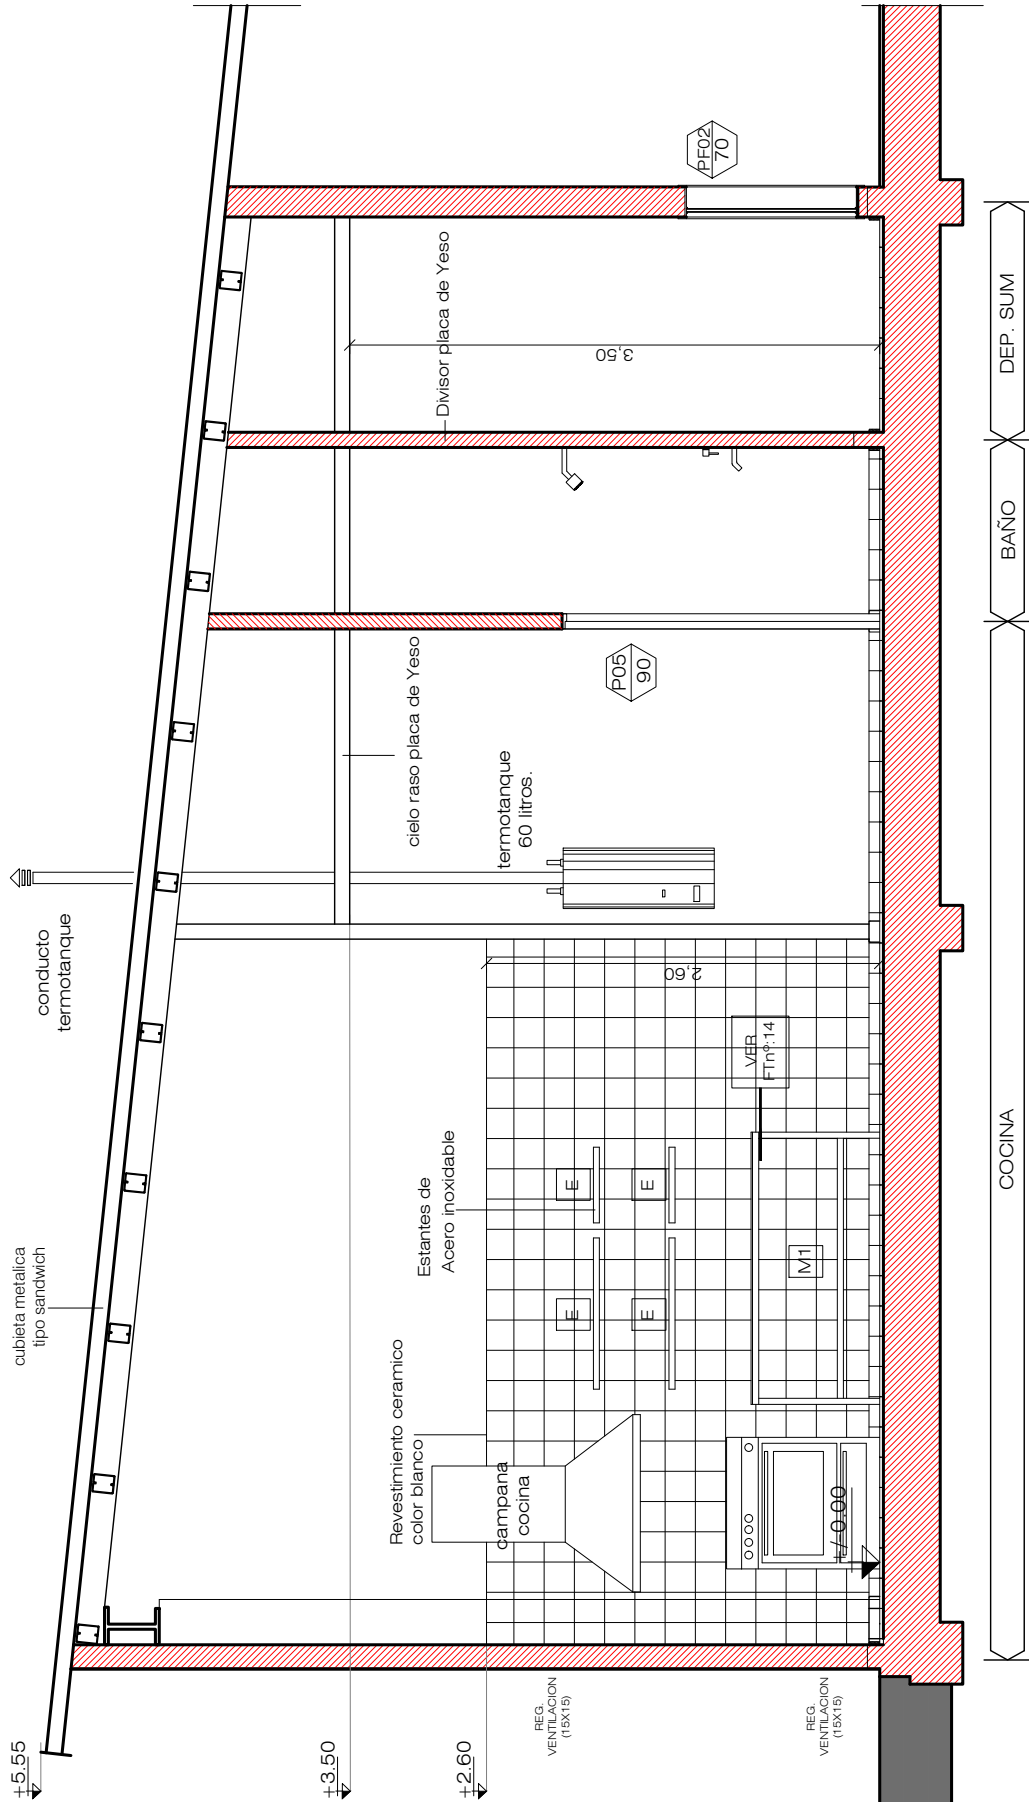 +5.55
+3.50
+2.60
cubieta metalica
tipo sandwich
conducto
termotanque
Revestimiento ceramico
color blanco
campana
cocina
Estantes de
Acero inoxidable
E
E
E
E
M1
VER
FTnº:14
+/-0.00
2,60
termotanque
60 litros.
cielo raso placa de Yeso
P05
90
Divisor placa de Yeso
3,50
PF02
70
REG.
VENTILACION
(15X15)
REG.
VENTILACION
(15X15)
COCINA
BAÑO
DEP. SUM